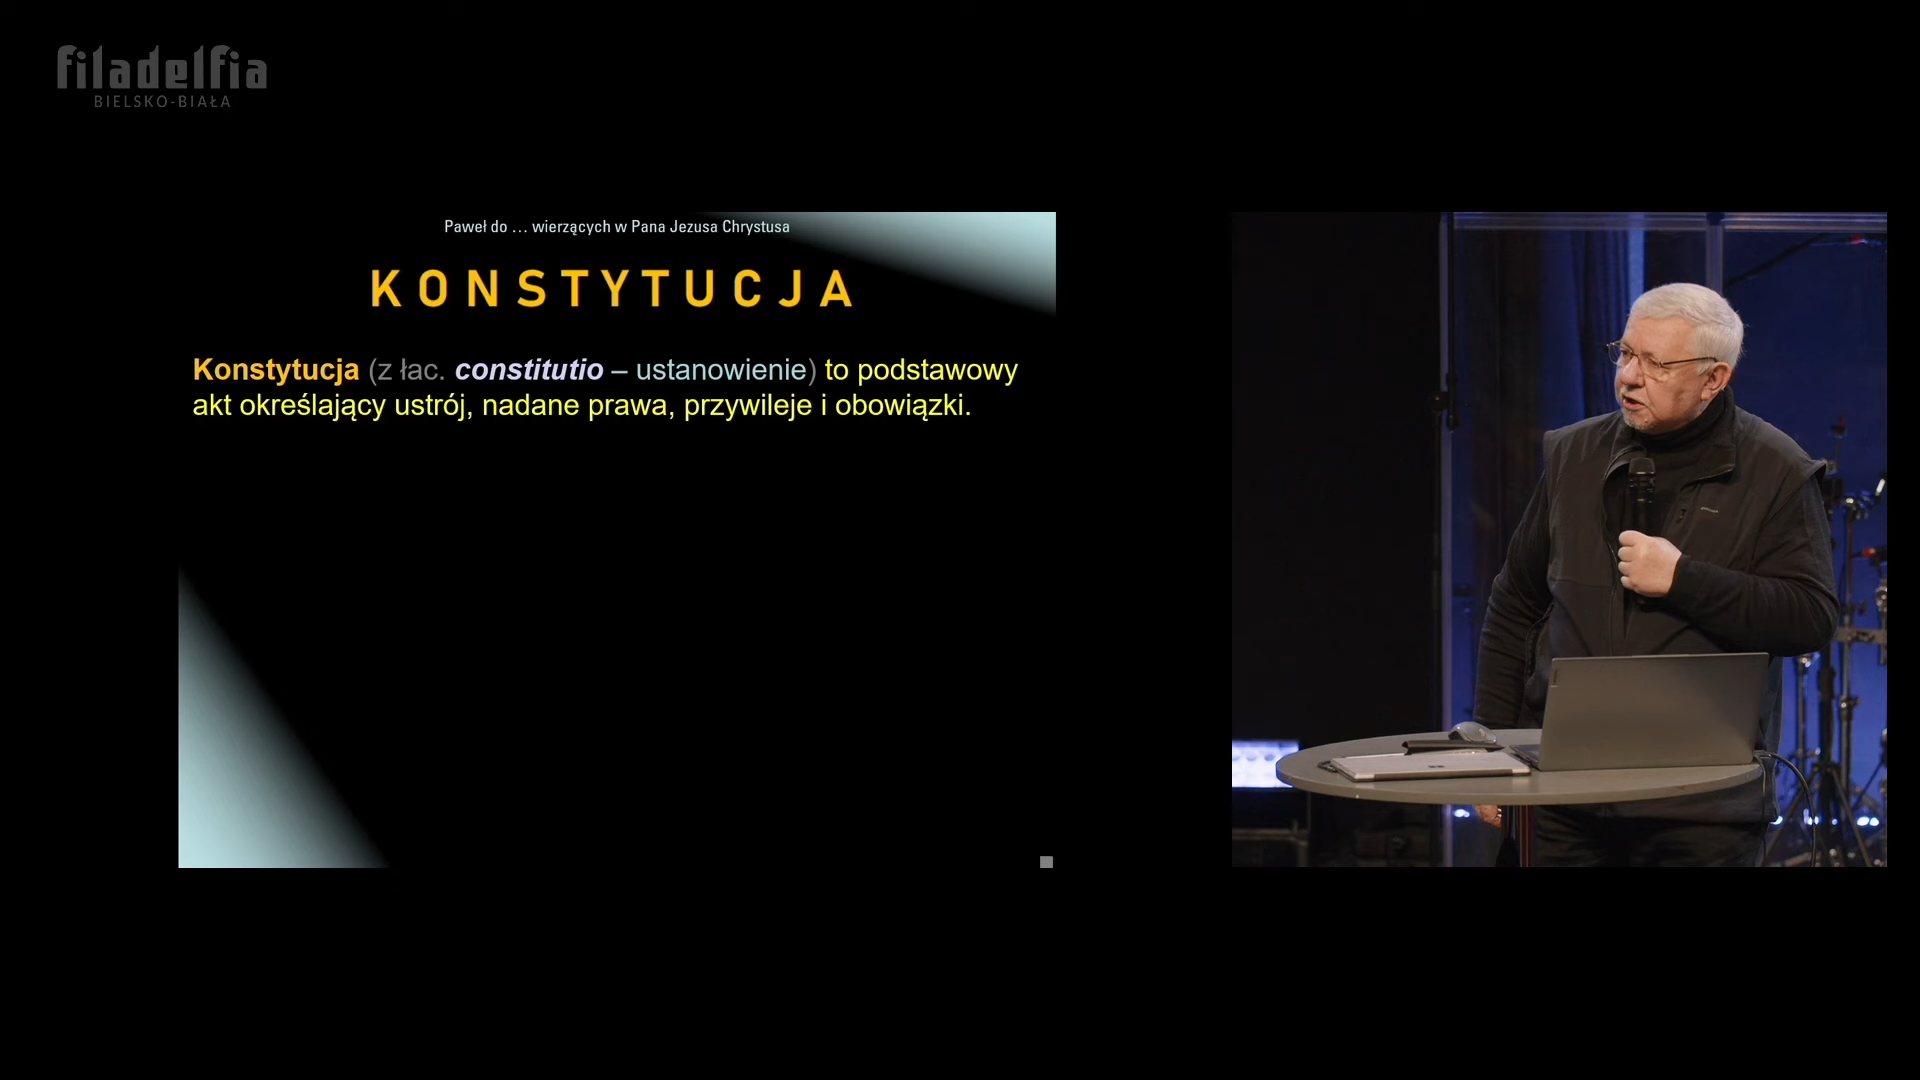 filadelfia
BIELSKO-BIAŁA
Paweł do … wierzących w Pana Jezusa Chrystusa
KONSTYTUCJA
Konstytucja (z łac. constitutio – ustanowienie) to podstawowy
akt określający ustrój, nadane prawa, przywileje i obowiązki.